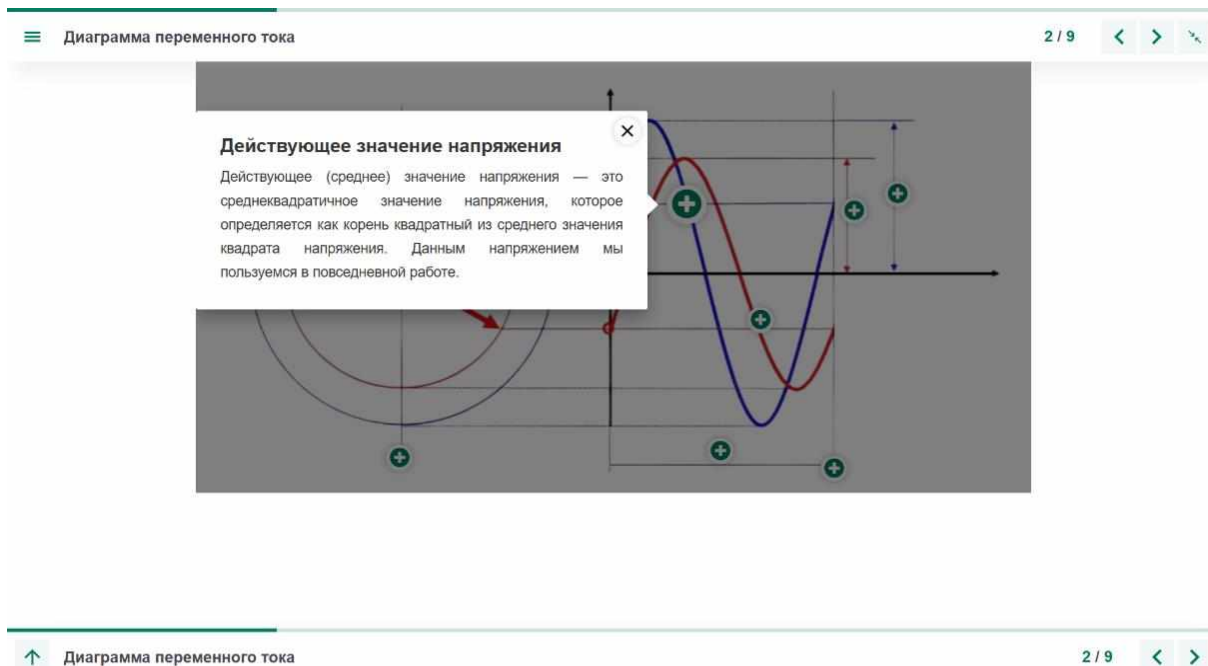 Диаграмма переменного тока
2 / 9
Действующее значение напряжения
Действующее (среднее) значение напряжения — это
среднеквадратичное значение напряжения, которое
определяется как корень квадратный из среднего значения
квадрата напряжения. Данным напряжением мы
пользуемся в повседневной работе.
Диаграмма переменного тока
2 / 9